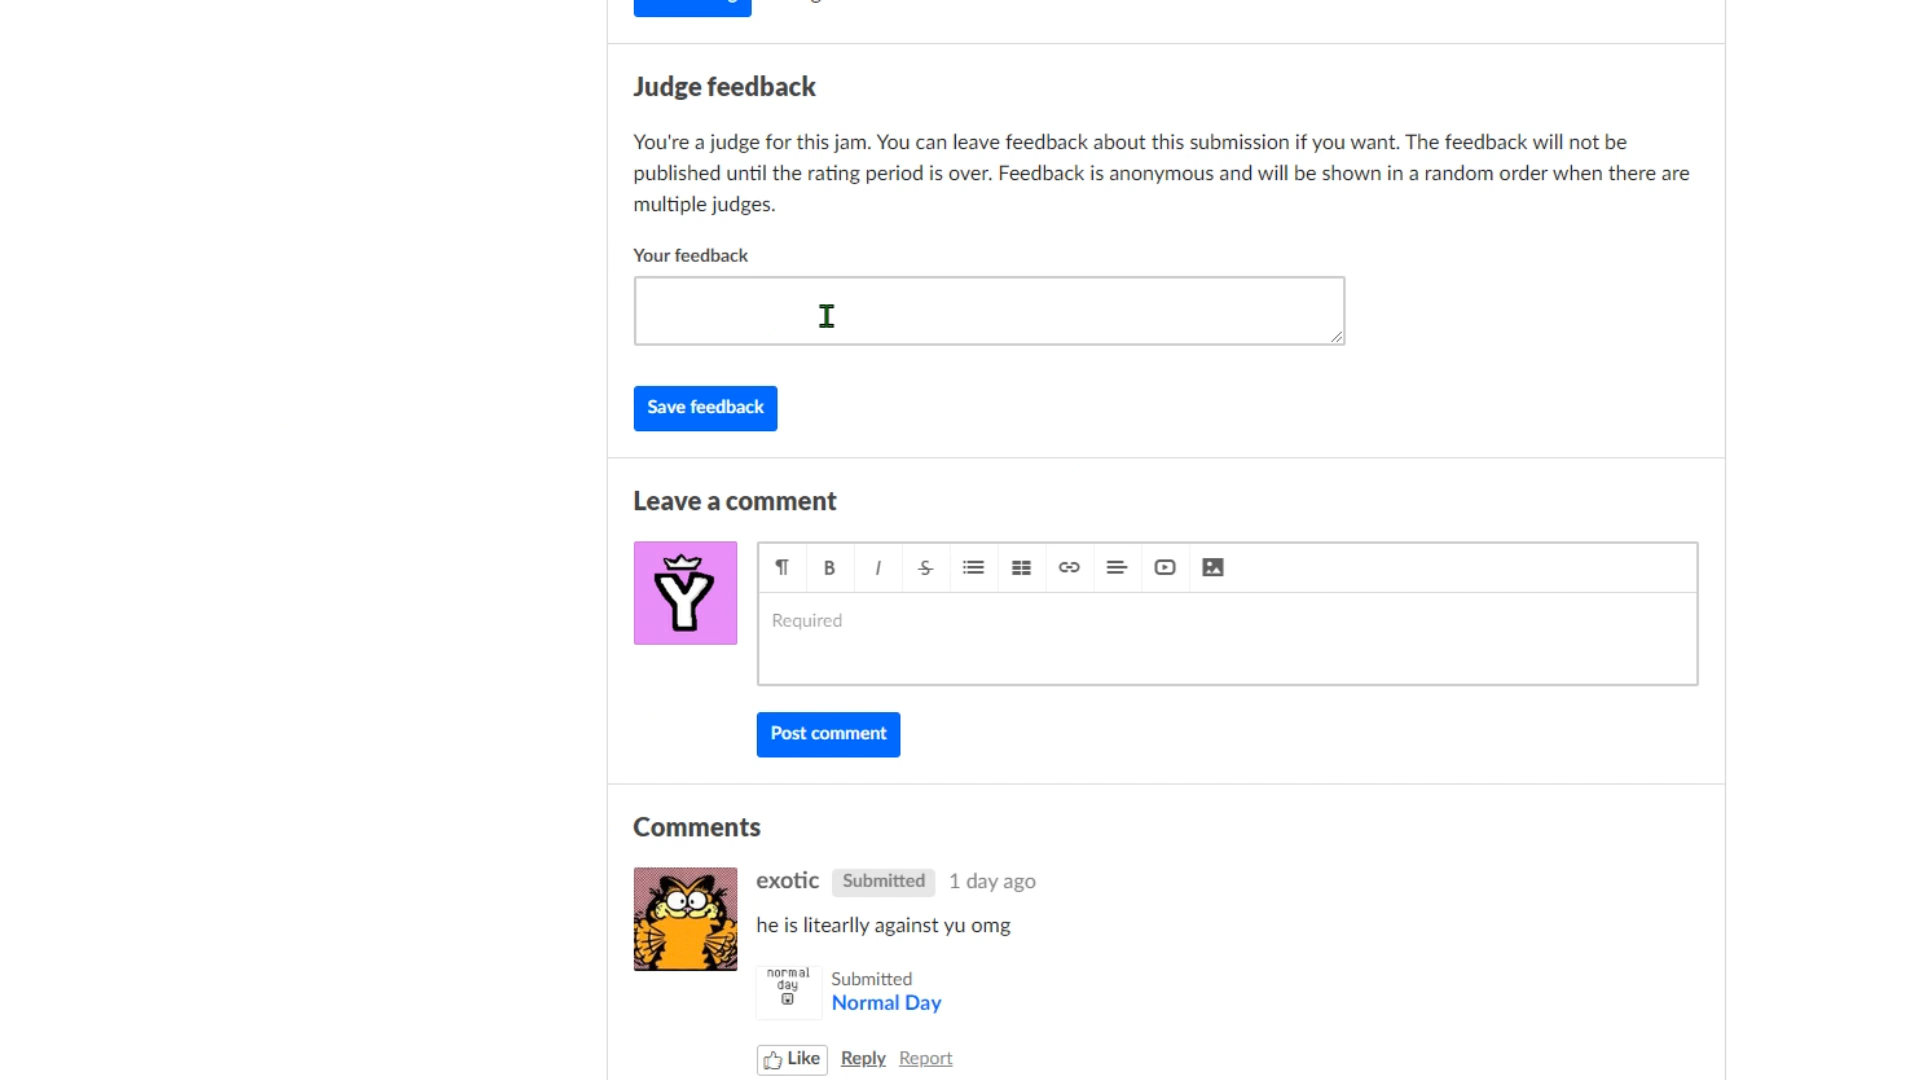 Judge feedback
You're a judge for this jam. You can leave feedback about this submission if you want. The feedback will not be
published until the rating period is over. Feedback is anonymous and will be shown in a random order when there are
multiple judges.
Your feedback
Save feedback
Leave a comment
Y
¶ B I S
Required
Post comment
Comments
exotic Submitted 1 day ago
he is litearlly against yu omg
normal
day
Submitted
Normal Day
Like Reply Report